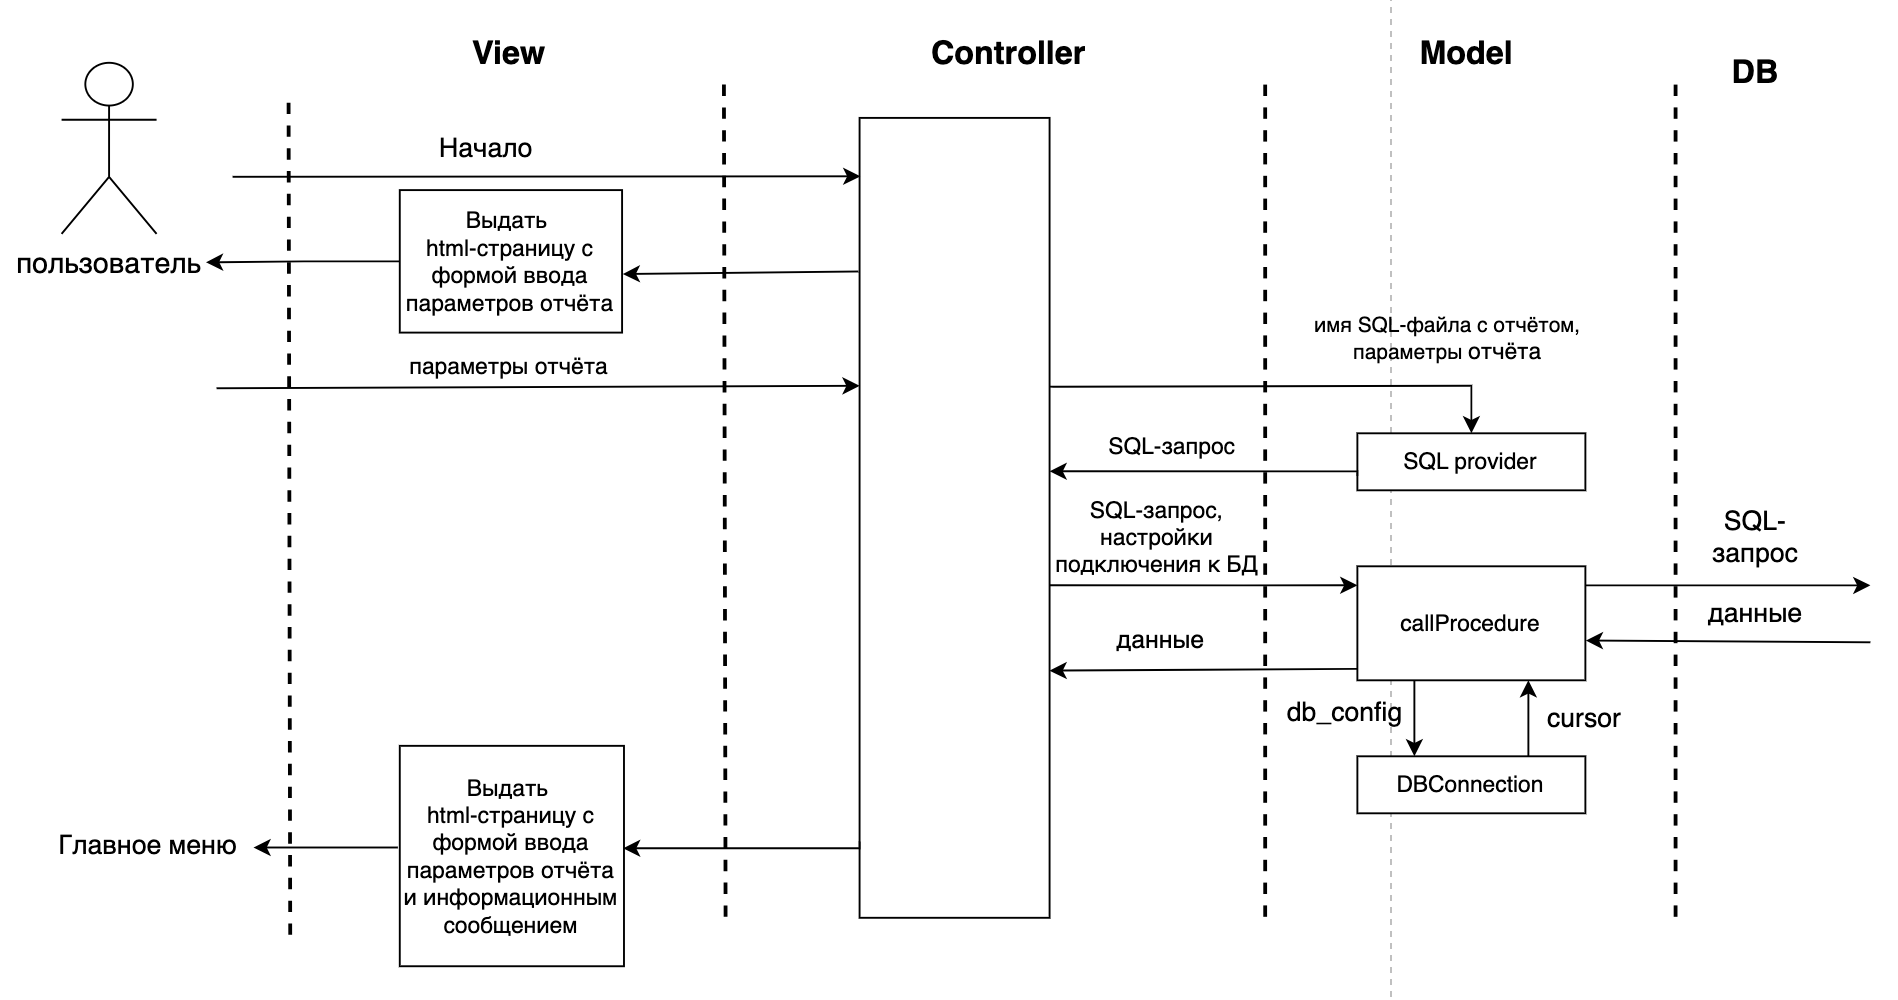 View
Controller
Model
DB
Начало
Выдать
html-страницу с
формой ввода
параметров отчёта
пользователь
имя SQL-файла с отчётом,
параметры отчёта
параметры отчёта
SQL-запрос
SQL provider
SQL-запрос,
настройки
подключения к БД
SQL-
запрос
callProcedure
данные
данные
db_config
cursor
DBConnection
Выдать
html-страницу с
формой ввода
параметров отчёта
и информационным
сообщением
Главное меню